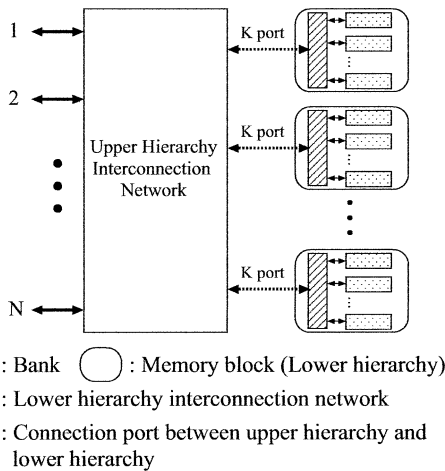 1
K port
2
K port
Upper Hierarchy
Interconnection
Network
K port
N
: Bank : Memory block (Lower hierarchy)
: Lower hierarchy interconnection network
: Connection port between upper hierarchy and
lower hierarchy